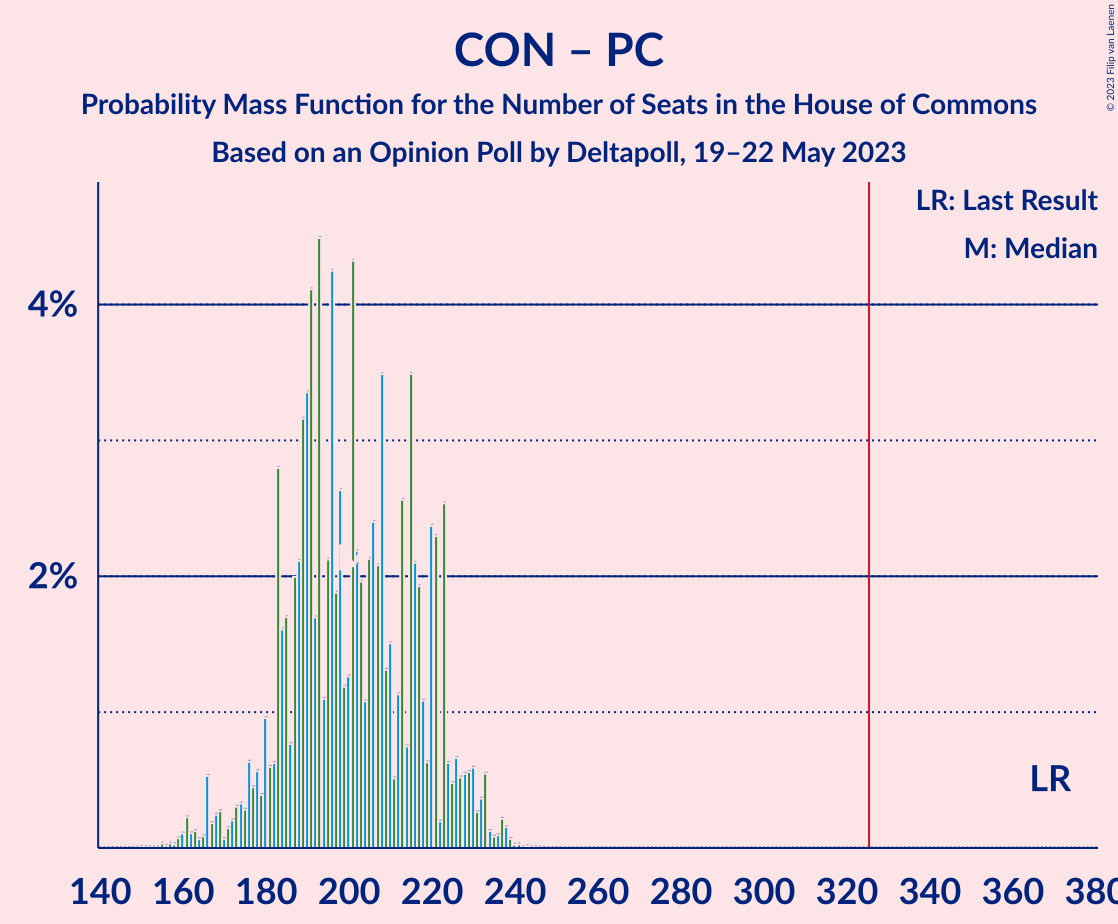 CON – PC
Probability Mass Function for the Number of Seats in the House of Commons
Based on an Opinion Poll by Deltapoll, 19–22 May 2023
© 2023 Filip van Laenen
LR: Last Result
M: Median
4%
2%
LR
140 160 180 200 220 240 260 280 300 320 340 360 380